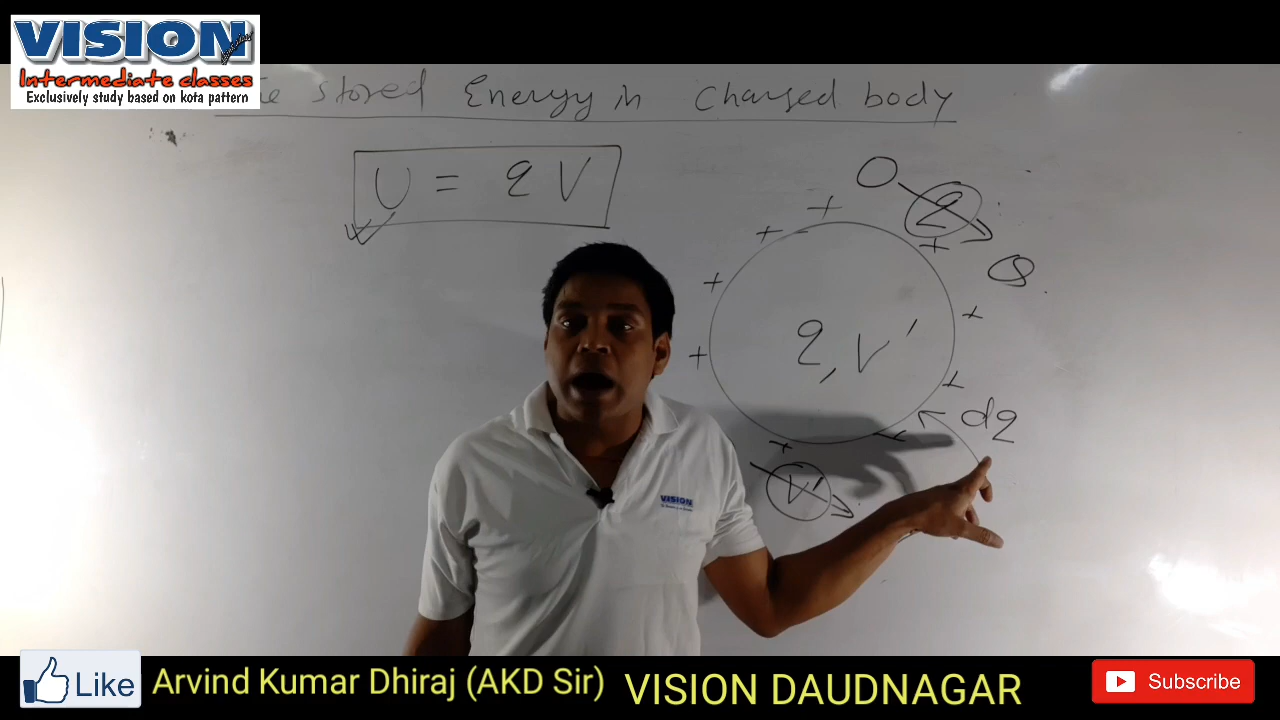 VISION
Intermediate classes
Exclusively study based on kota pattern
stored Energy in charged body
U = qV
0 q Q
+ + + + + + + + +
q, V'
dq
V'
VISION
Like
Arvind Kumar Dhiraj (AKD Sir) VISION DAUDNAGAR
Subscribe